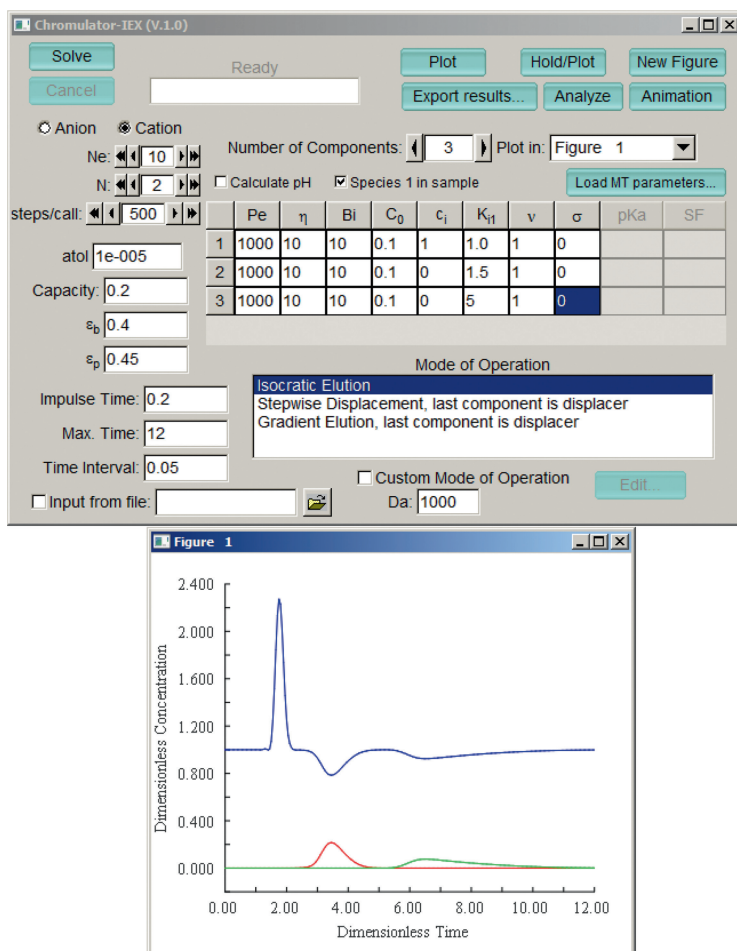 Chromulator-IEX (V.1.0)
Solve
Ready
Plot Hold/Plot New Figure
Cancel
Export results... Analyze Animation
Anion Cation
Ne: 10 Number of Components: 3 Plot in: Figure 1
N: 2 Calculate pH Species 1 in sample Load MT parameters...
steps/call: 500
Pe η Bi C₀ cᵢ Kᵢ₁ ν σ pKa SF
1 1000 10 10 0.1 1 1.0 1 0
2 1000 10 10 0.1 0 1.5 1 0
3 1000 10 10 0.1 0 5 1 0
atol 1e-005
Capacity: 0.2
εb 0.4
εp 0.45
Mode of Operation
Isocratic Elution
Stepwise Displacement, last component is displacer
Gradient Elution, last component is displacer
Impulse Time: 0.2
Max. Time: 12
Time Interval: 0.05
Custom Mode of Operation Edit...
Input from file: Da: 1000
Figure 1
Dimensionless Concentration
2.400
2.000
1.600
1.200
0.800
0.400
0.000
0.00 2.00 4.00 6.00 8.00 10.00 12.00
Dimensionless Time